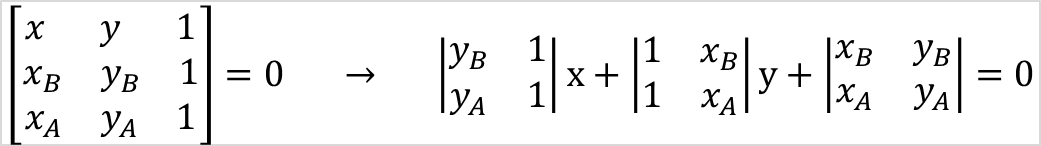 [x y 1; x_B y_B 1; x_A y_A 1] = 0 → |y_B 1; y_A 1| x + |1 x_B; 1 x_A| y + |x_B y_B; x_A y_A| = 0